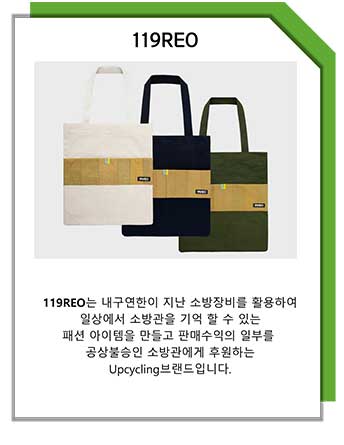 119REO
119REO는 내구연한이 지난 소방장비를 활용하여
일상에서 소방관을 기억 할 수 있는
패션 아이템을 만들고 판매수익의 일부를
공상불승인 소방관에게 후원하는
Upcycling브랜드입니다.